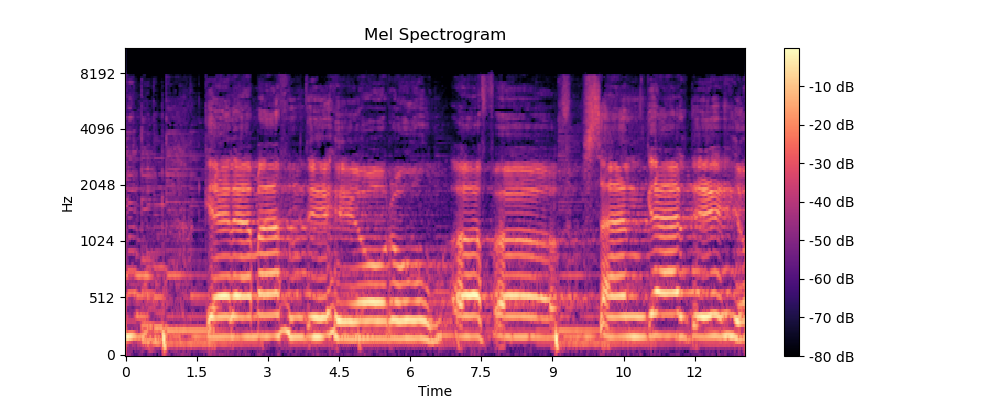 Mel Spectrogram
Hz
8192
4096
2048
1024
512
0
0 1.5 3 4.5 6 7.5 9 10 12
Time
-10 dB
-20 dB
-30 dB
-40 dB
-50 dB
-60 dB
-70 dB
-80 dB